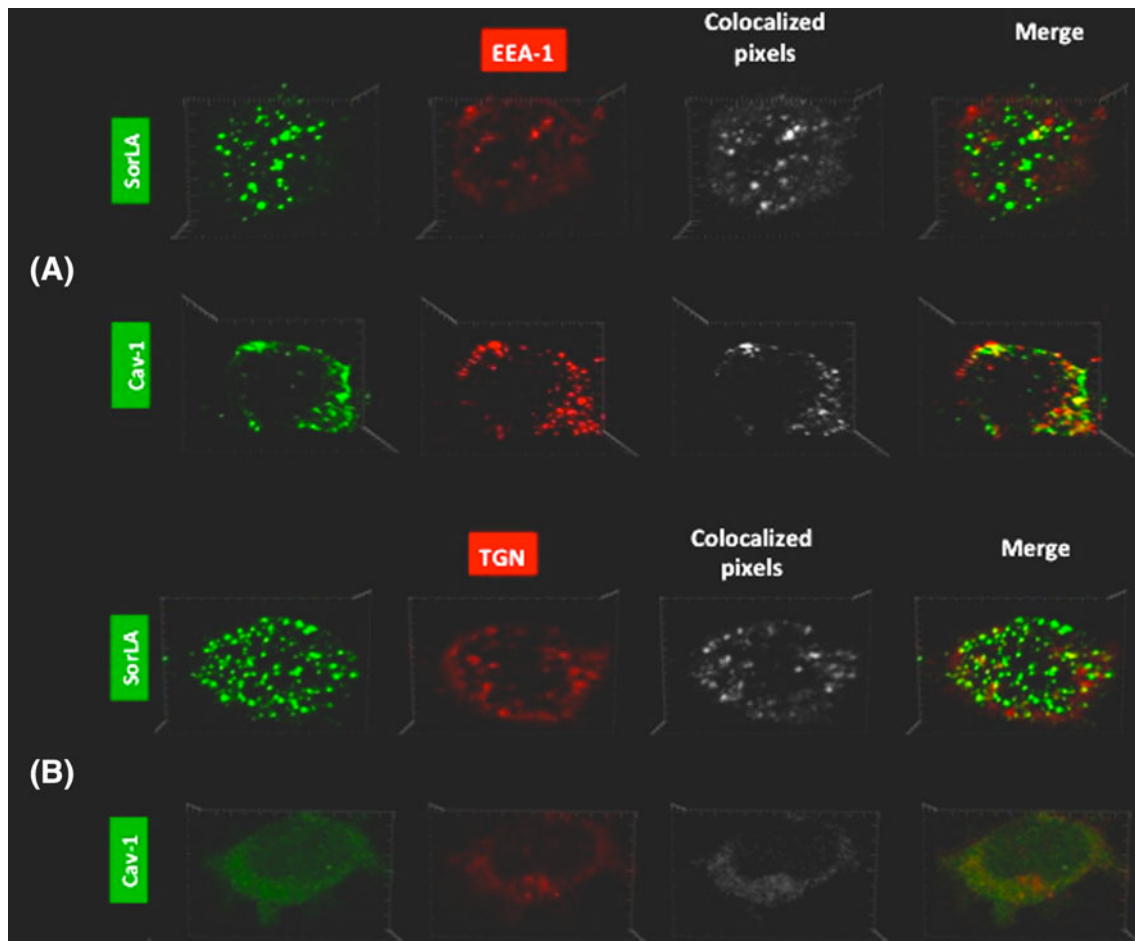 EEA-1
Colocalized
pixels
Merge
SorLA
(A)
Cav-1
TGN
Colocalized
pixels
Merge
SorLA
(B)
Cav-1